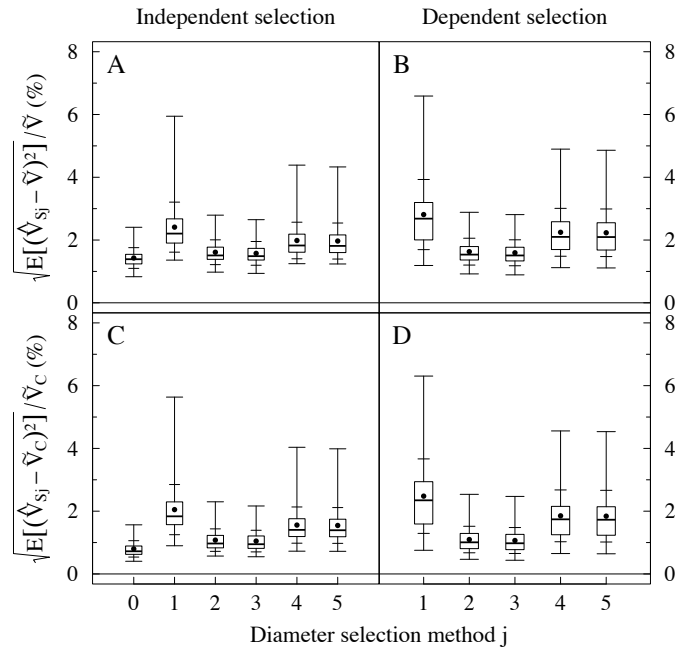 Independent selection Dependent selection
A B
8 8
6 6
4 4
2 2
0 0
√E[(V̂Sj − Ṽ)²] / Ṽ (%)
C D
8 8
6 6
4 4
2 2
0 0
√E[(V̂Sj − ṼC)²] / ṼC (%)
0 1 2 3 4 5 1 2 3 4 5
Diameter selection method j